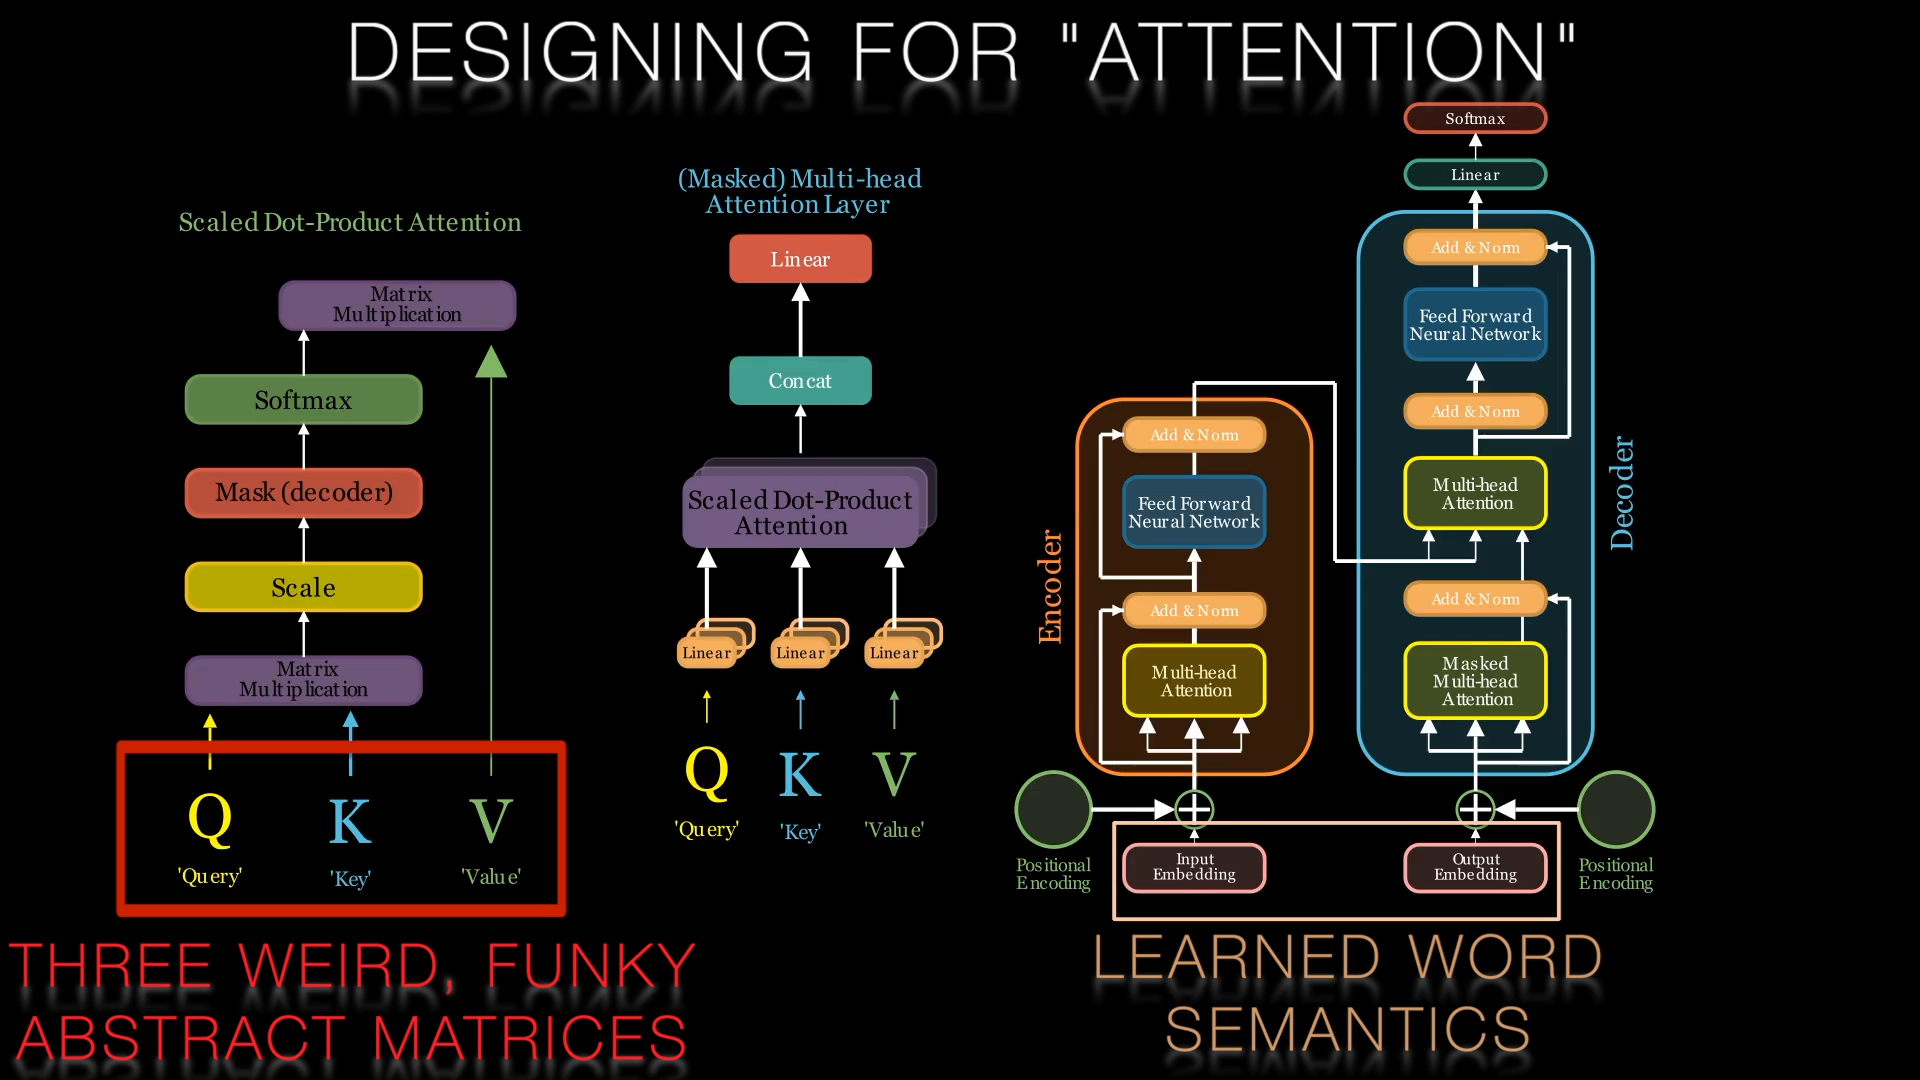 DESIGNING FOR "ATTENTION"
Scaled Dot-Product Attention
Matrix
Multiplication
Softmax
Mask (decoder)
Scale
Matrix
Multiplication
Q
K
V
'Query'
'Key'
'Value'
THREE WEIRD, FUNKY
ABSTRACT MATRICES
(Masked) Multi-head
Attention Layer
Linear
Concat
Scaled Dot-Product
Attention
Linear
Linear
Linear
Q
K
V
'Query'
'Key'
'Value'
Encoder
Add & Norm
Feed Forward
Neural Network
Add & Norm
Multi-head
Attention
Positional
Encoding
Input
Embedding
Softmax
Linear
Decoder
Add & Norm
Feed Forward
Neural Network
Add & Norm
Multi-head
Attention
Add & Norm
Masked
Multi-head
Attention
Output
Embedding
Positional
Encoding
LEARNED WORD
SEMANTICS